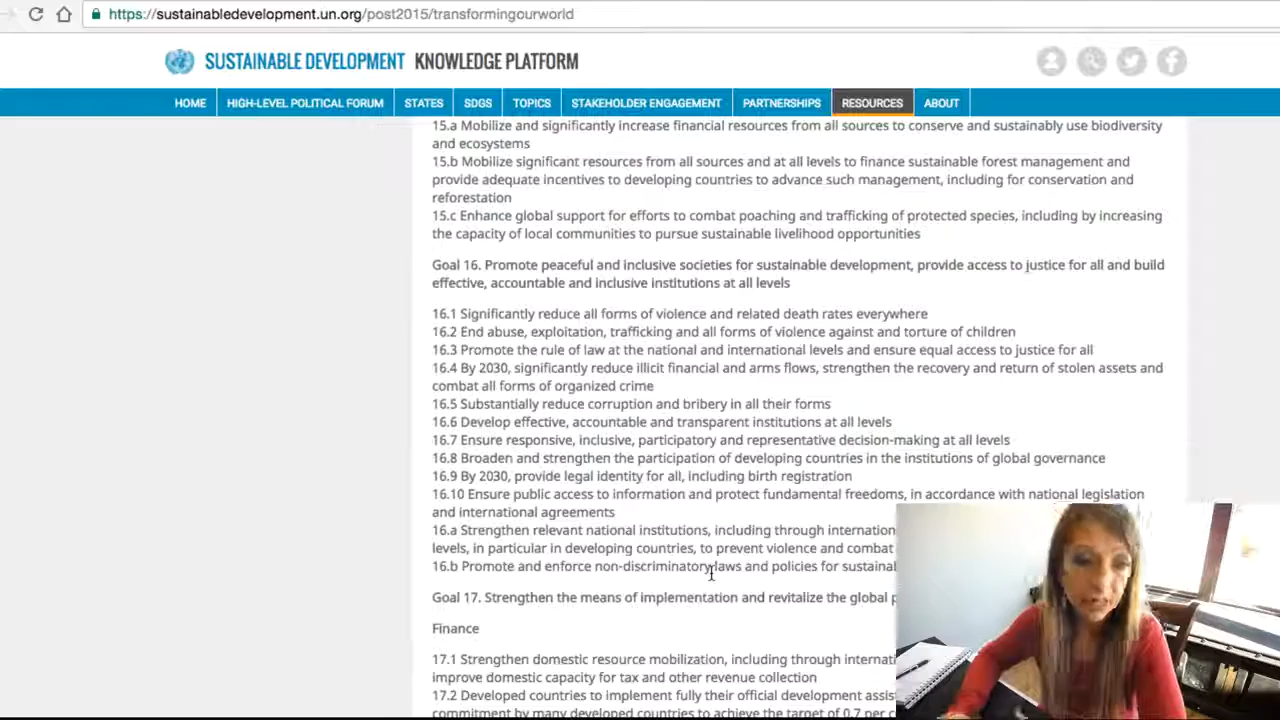 https://sustainabledevelopment.un.org/post2015/transformingourworld
SUSTAINABLE DEVELOPMENT KNOWLEDGE PLATFORM
HOME HIGH-LEVEL POLITICAL FORUM STATES SDGS TOPICS STAKEHOLDER ENGAGEMENT PARTNERSHIPS RESOURCES ABOUT
15.a Mobilize and significantly increase financial resources from all sources to conserve and sustainably use biodiversity
and ecosystems
15.b Mobilize significant resources from all sources and at all levels to finance sustainable forest management and
provide adequate incentives to developing countries to advance such management, including for conservation and
reforestation
15.c Enhance global support for efforts to combat poaching and trafficking of protected species, including by increasing
the capacity of local communities to pursue sustainable livelihood opportunities
Goal 16. Promote peaceful and inclusive societies for sustainable development, provide access to justice for all and build
effective, accountable and inclusive institutions at all levels
16.1 Significantly reduce all forms of violence and related death rates everywhere
16.2 End abuse, exploitation, trafficking and all forms of violence against and torture of children
16.3 Promote the rule of law at the national and international levels and ensure equal access to justice for all
16.4 By 2030, significantly reduce illicit financial and arms flows, strengthen the recovery and return of stolen assets and
combat all forms of organized crime
16.5 Substantially reduce corruption and bribery in all their forms
16.6 Develop effective, accountable and transparent institutions at all levels
16.7 Ensure responsive, inclusive, participatory and representative decision-making at all levels
16.8 Broaden and strengthen the participation of developing countries in the institutions of global governance
16.9 By 2030, provide legal identity for all, including birth registration
16.10 Ensure public access to information and protect fundamental freedoms, in accordance with national legislation
and international agreements
16.a Strengthen relevant national institutions, including through internation
levels, in particular in developing countries, to prevent violence and combat
16.b Promote and enforce non-discriminatory laws and policies for sustainal
Goal 17. Strengthen the means of implementation and revitalize the global p
Finance
17.1 Strengthen domestic resource mobilization, including through internati
improve domestic capacity for tax and other revenue collection
17.2 Developed countries to implement fully their official development assis
commitment by many developed countries to achieve the target of 0.7 per c